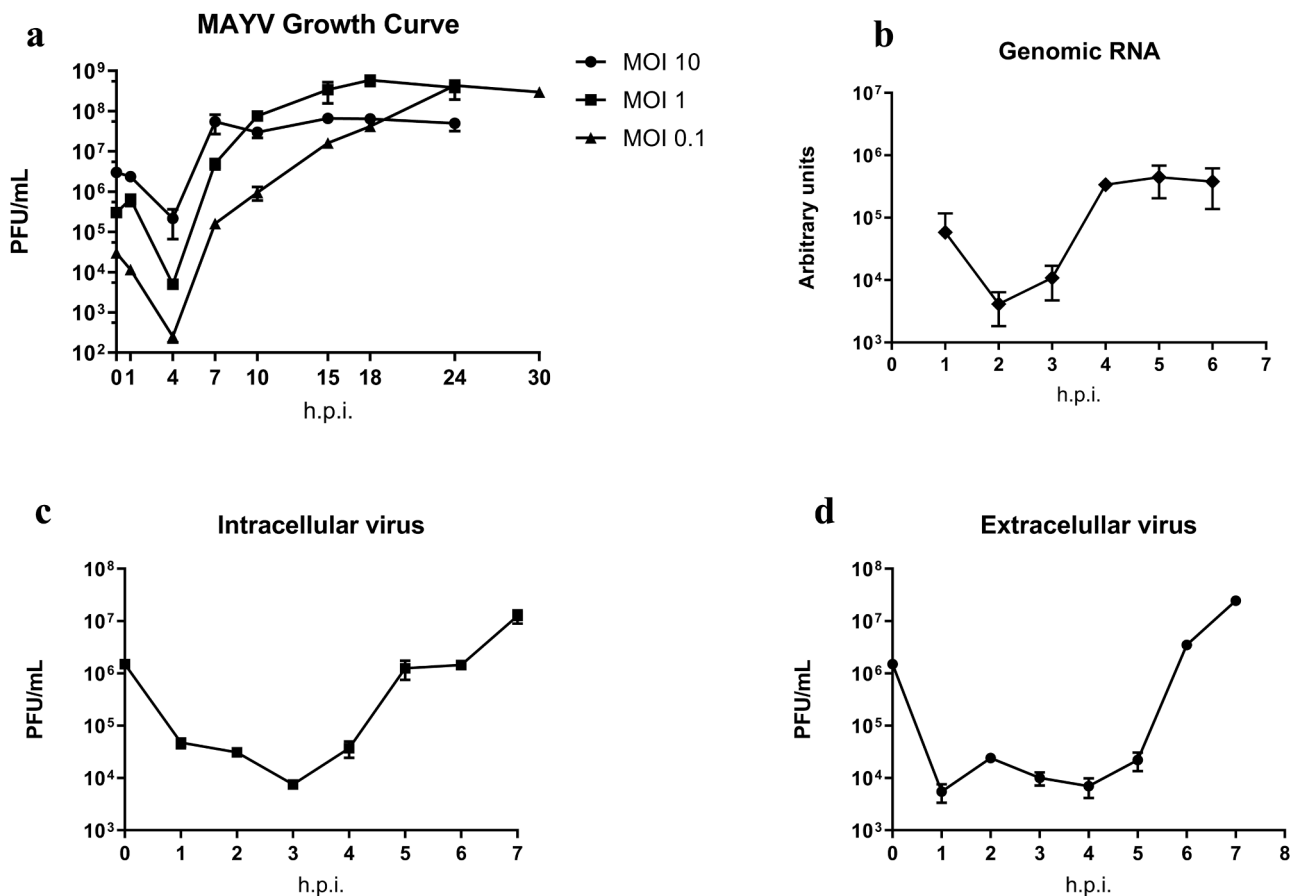 a
MAYV Growth Curve
MOI 10
MOI 1
MOI 0.1
PFU/mL
10⁹
10⁸
10⁷
10⁶
10⁵
10⁴
10³
10²
0 1 4 7 10 15 18 24 30
h.p.i.
b
Genomic RNA
Arbitrary units
10⁷
10⁶
10⁵
10⁴
10³
0 1 2 3 4 5 6 7
h.p.i.
c
Intracellular virus
PFU/mL
10⁸
10⁷
10⁶
10⁵
10⁴
10³
0 1 2 3 4 5 6 7
h.p.i.
d
Extracelullar virus
PFU/mL
10⁸
10⁷
10⁶
10⁵
10⁴
10³
0 1 2 3 4 5 6 7 8
h.p.i.